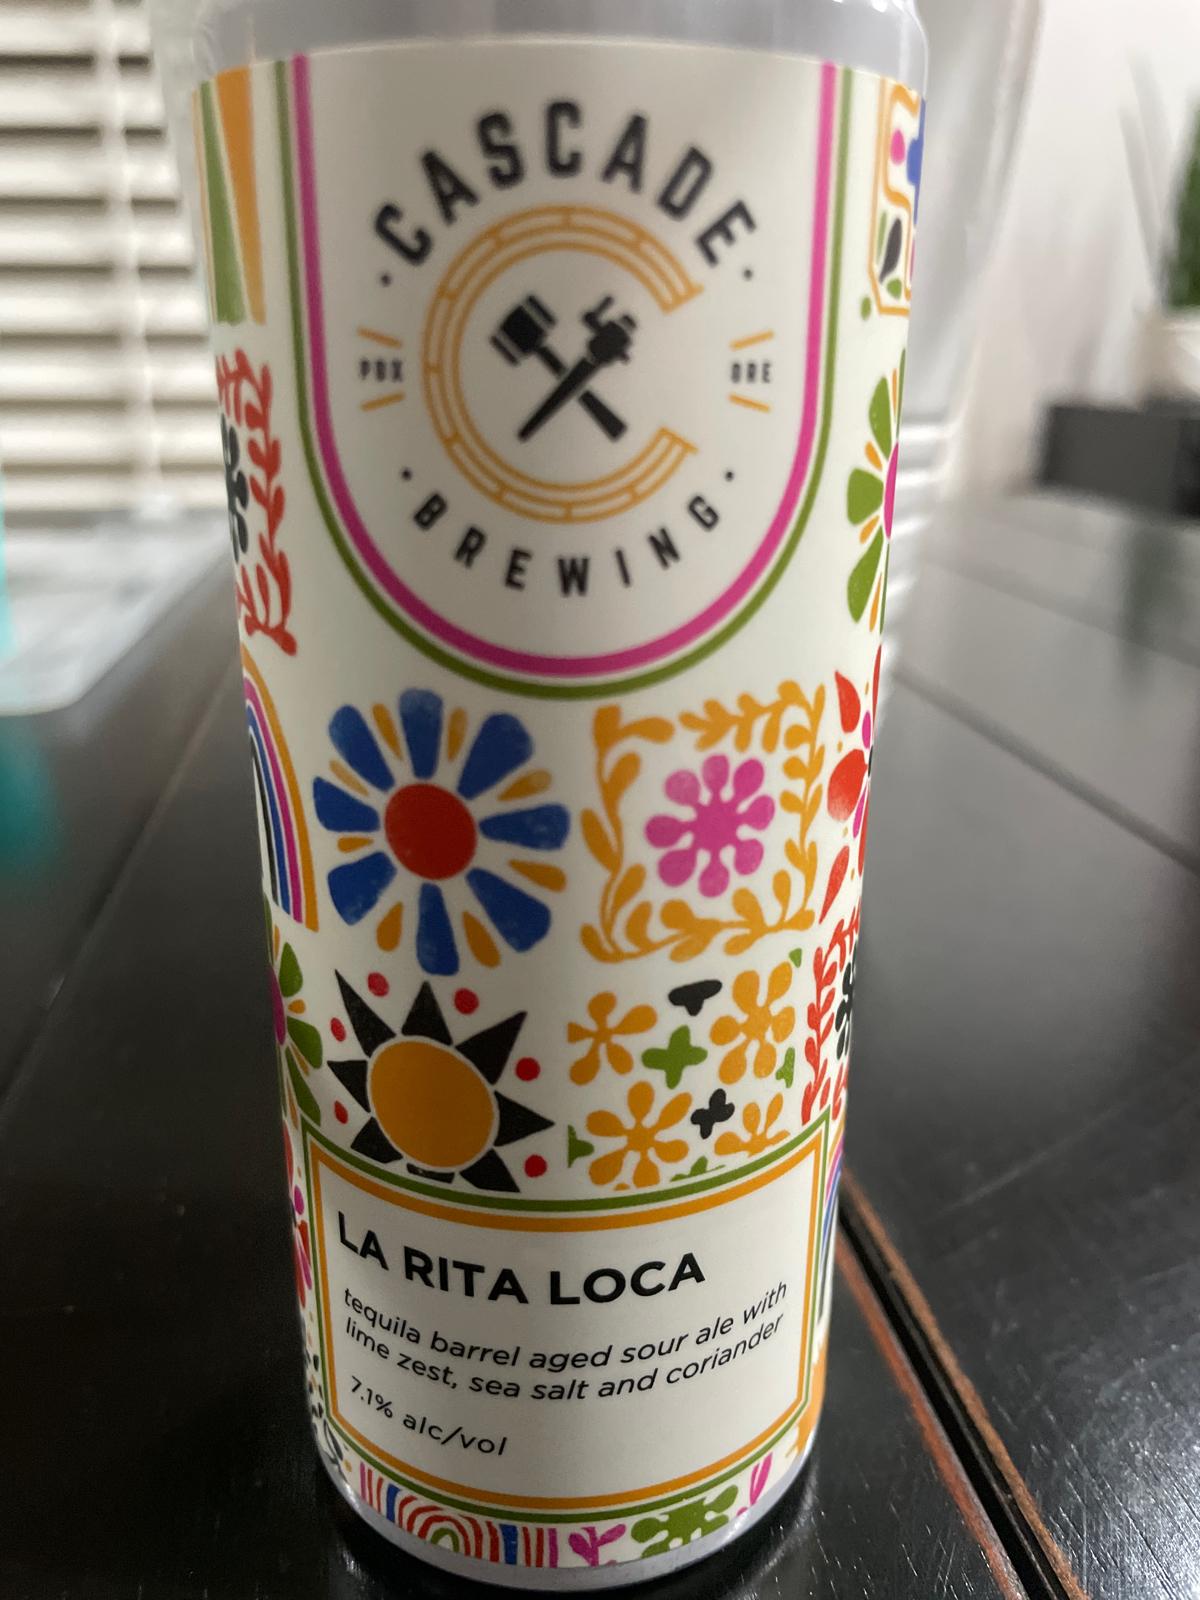 · CASCADE ·
PDX ORE
· BREWING ·
LA RITA LOCA
tequila barrel aged sour ale with
lime zest, sea salt and coriander
7.1% alc/vol